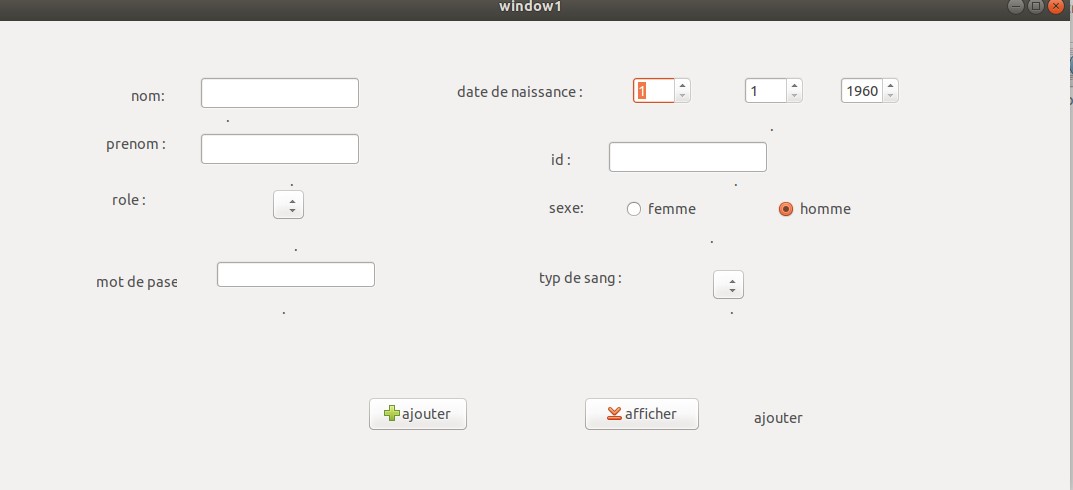 window1
nom:
date de naissance :
1
1
1960
.
.
prenom :
id :
.
.
role :
sexe:
femme
homme
.
.
mot de pase
typ de sang :
.
.
ajouter
afficher
ajouter